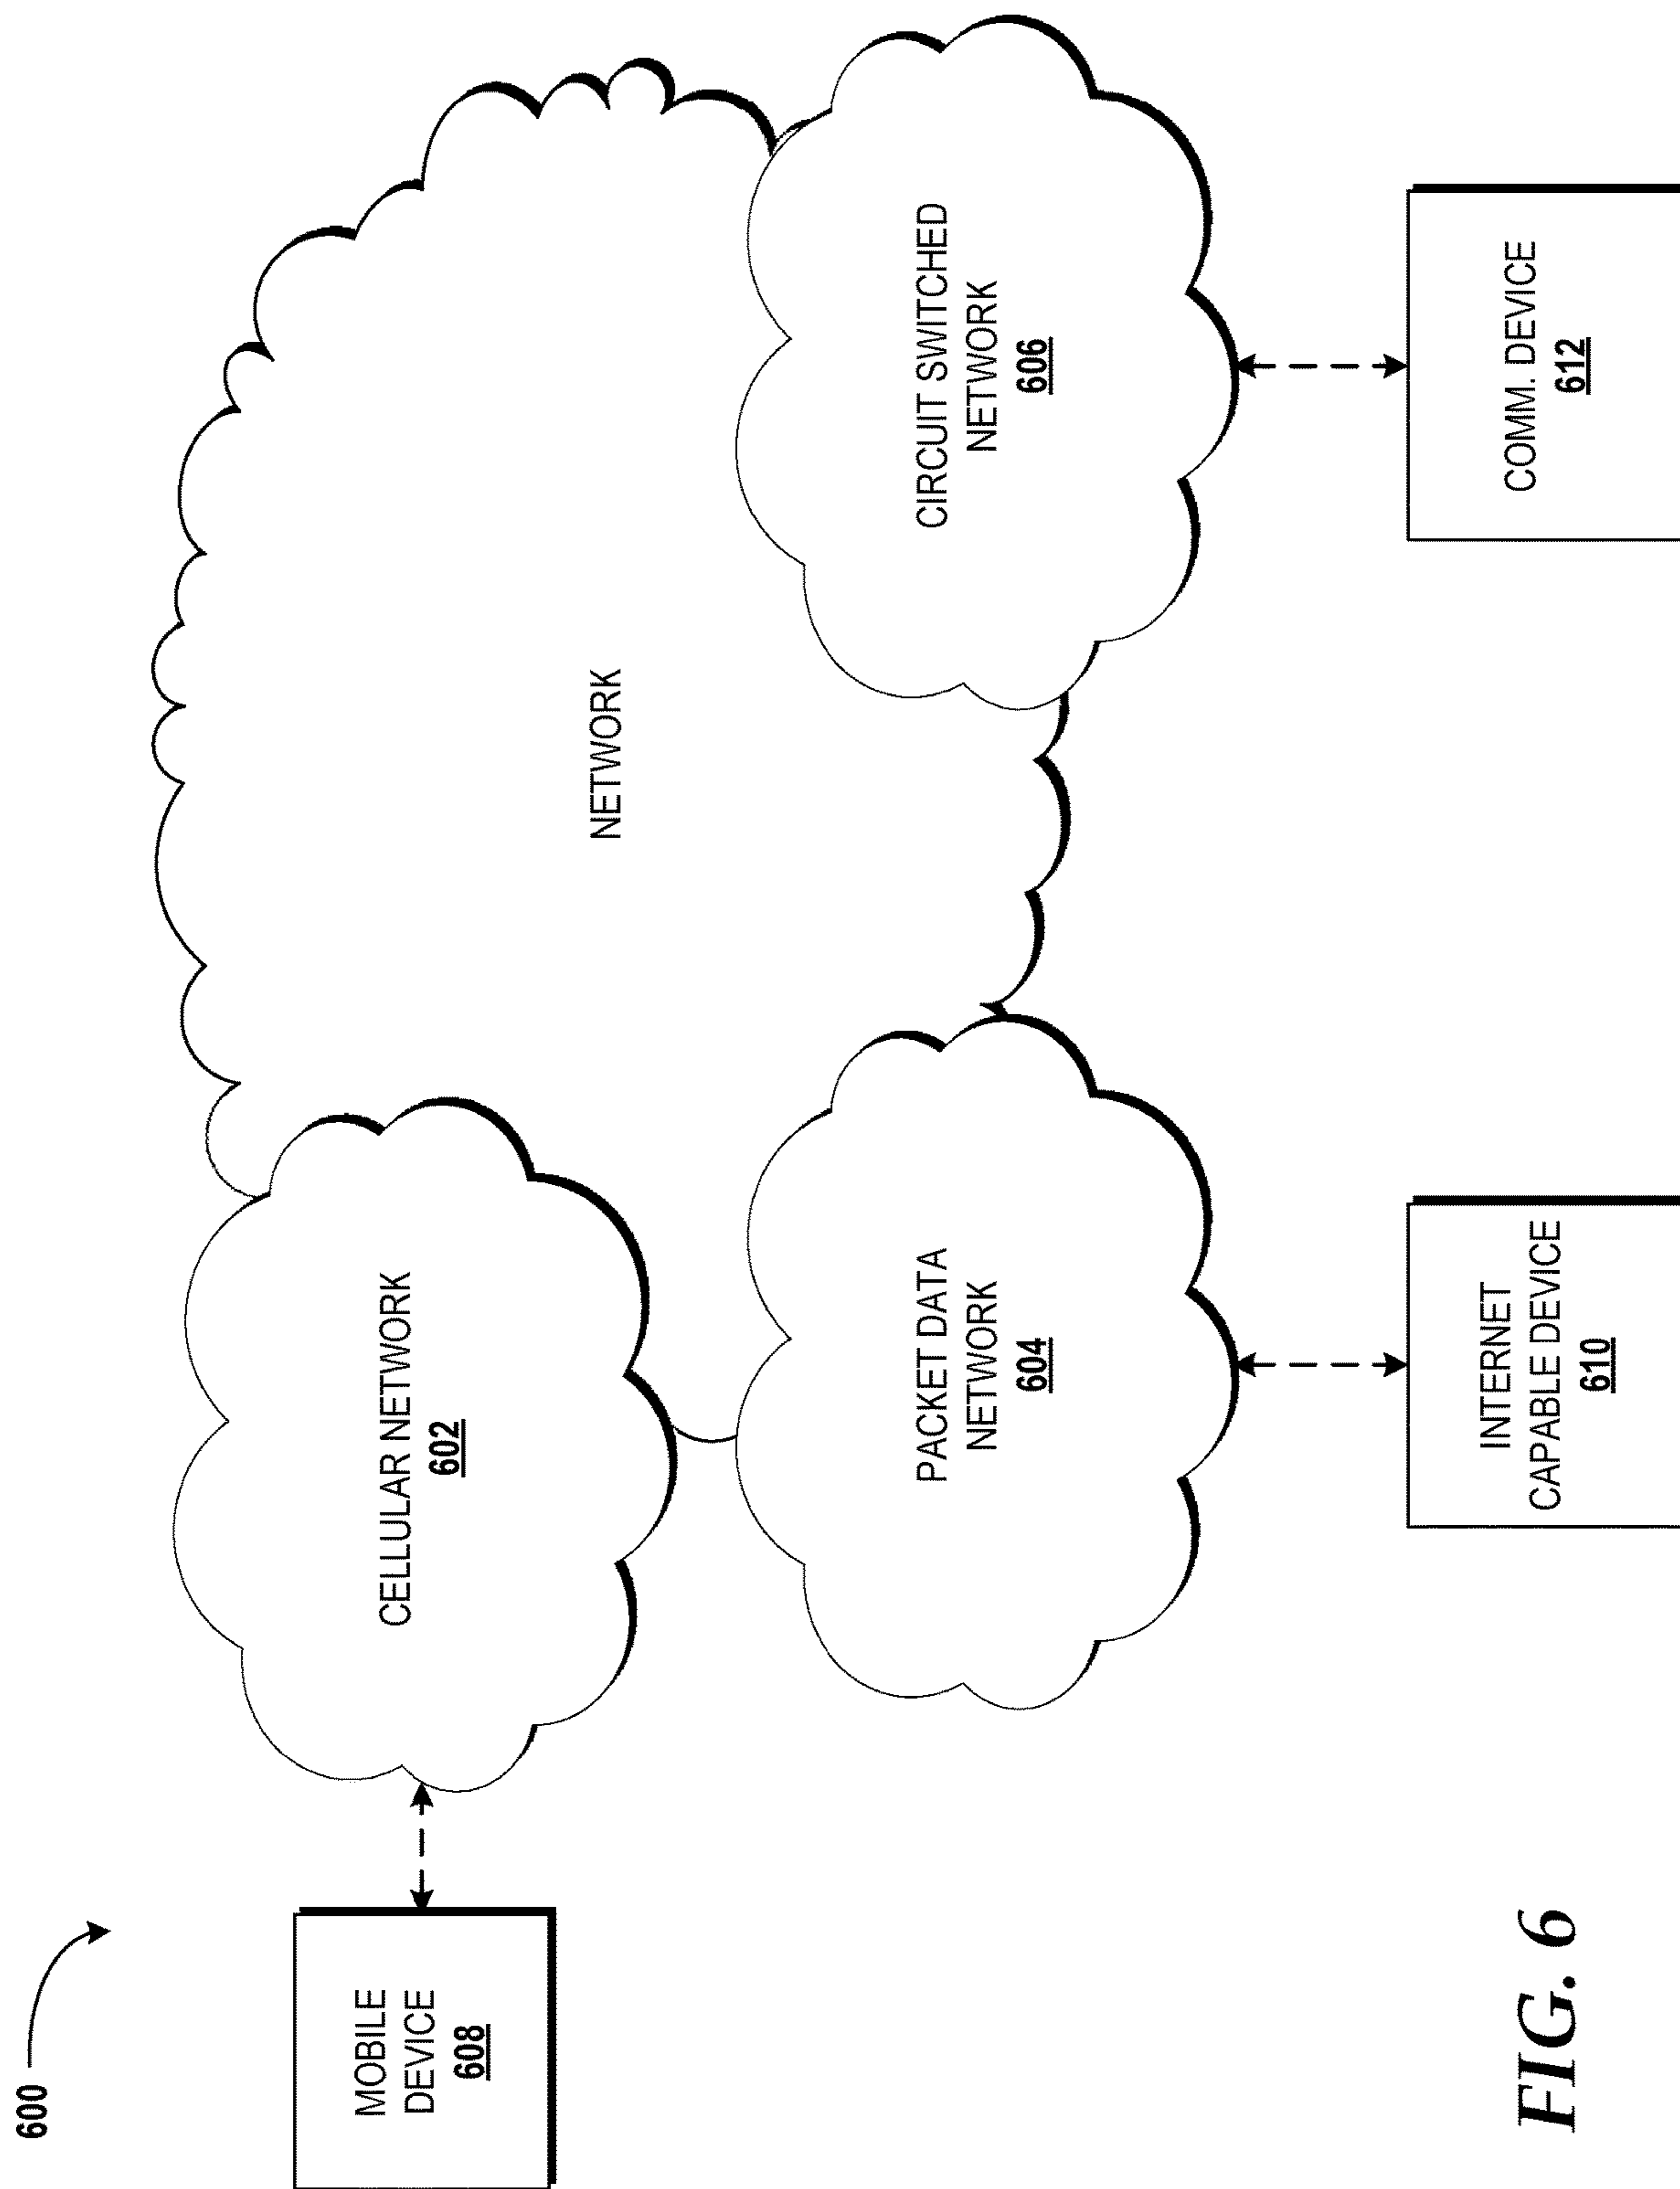 600
MOBILE
DEVICE
608
CELLULAR NETWORK
602
NETWORK
PACKET DATA
NETWORK
604
CIRCUIT SWITCHED
NETWORK
606
INTERNET
CAPABLE DEVICE
610
COMM. DEVICE
612
FIG. 6